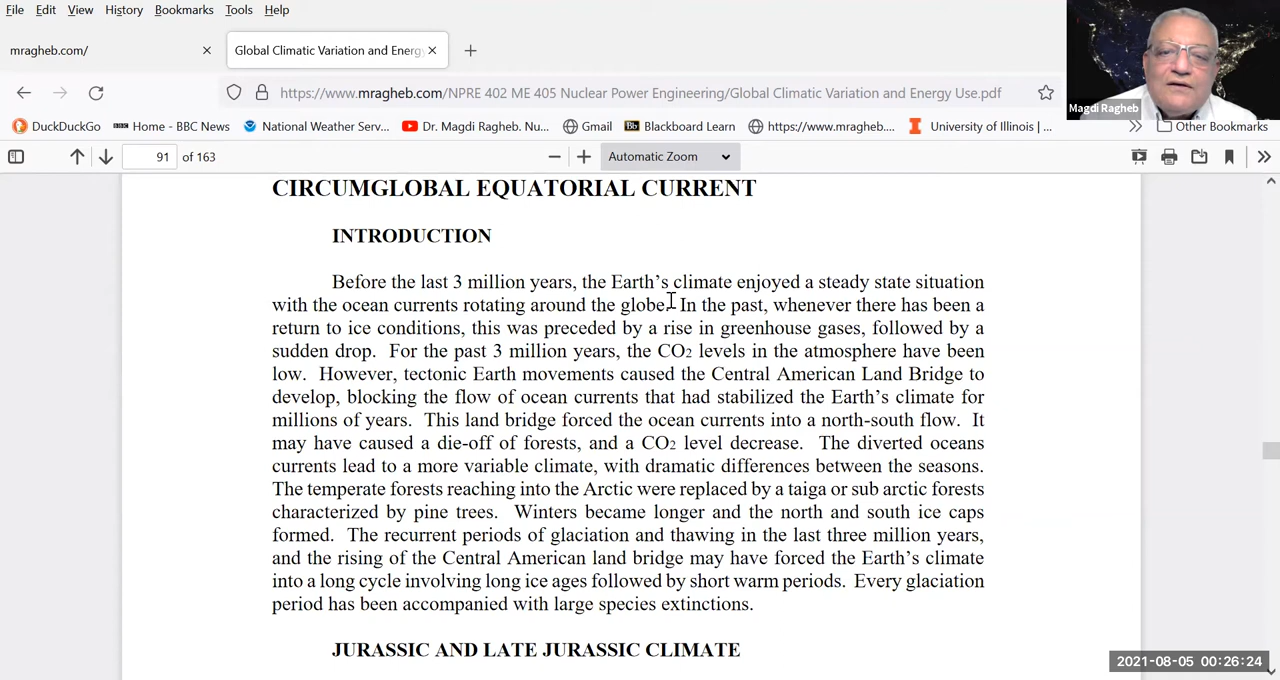 File Edit View History Bookmarks Tools Help
mragheb.com/ Global Climatic Variation and Energy
https://www.mragheb.com/NPRE 402 ME 405 Nuclear Power Engineering/Global Climatic Variation and Energy Use.pdf
Magdi Ragheb
DuckDuckGo BBC Home - BBC News National Weather Serv... Dr. Magdi Ragheb. Nu... Gmail Bb Blackboard Learn https://www.mragheb.... University of Illinois | ... Other Bookmarks
91 of 163 Automatic Zoom
CIRCUMGLOBAL EQUATORIAL CURRENT
INTRODUCTION
Before the last 3 million years, the Earth's climate enjoyed a steady state situation
with the ocean currents rotating around the globe. In the past, whenever there has been a
return to ice conditions, this was preceded by a rise in greenhouse gases, followed by a
sudden drop. For the past 3 million years, the CO2 levels in the atmosphere have been
low. However, tectonic Earth movements caused the Central American Land Bridge to
develop, blocking the flow of ocean currents that had stabilized the Earth's climate for
millions of years. This land bridge forced the ocean currents into a north-south flow. It
may have caused a die-off of forests, and a CO2 level decrease. The diverted oceans
currents lead to a more variable climate, with dramatic differences between the seasons.
The temperate forests reaching into the Arctic were replaced by a taiga or sub arctic forests
characterized by pine trees. Winters became longer and the north and south ice caps
formed. The recurrent periods of glaciation and thawing in the last three million years,
and the rising of the Central American land bridge may have forced the Earth's climate
into a long cycle involving long ice ages followed by short warm periods. Every glaciation
period has been accompanied with large species extinctions.
JURASSIC AND LATE JURASSIC CLIMATE
2021-08-05 00:26:24